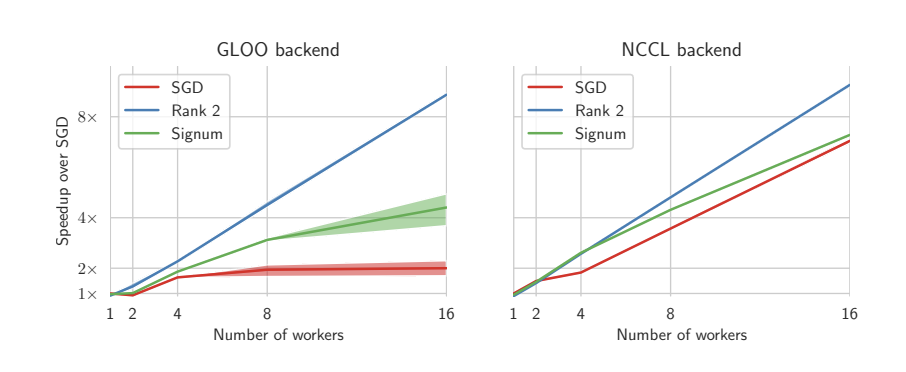 GLOO backend
SGD
Rank 2
Signum
Speedup over SGD
8×
4×
2×
1×
1 2 4 8 16
Number of workers
NCCL backend
SGD
Rank 2
Signum
1 2 4 8 16
Number of workers